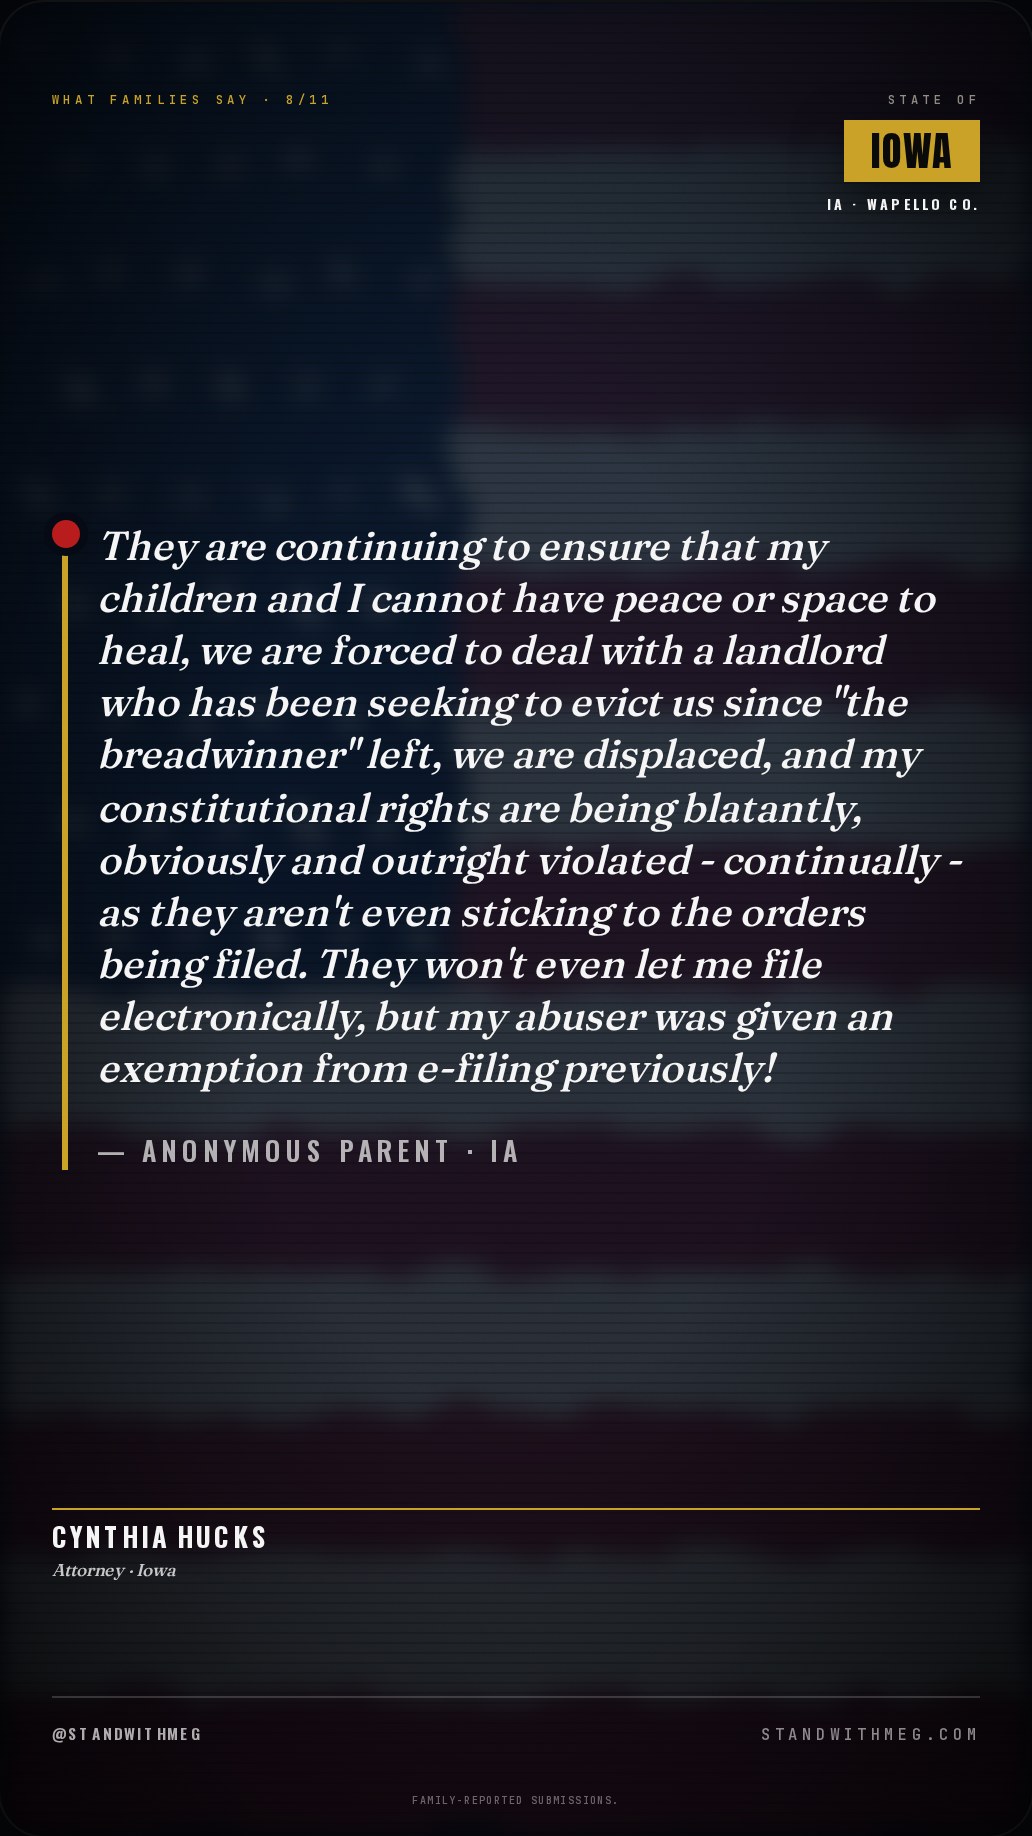 WHAT FAMILIES SAY · 8/11
STATE OF
IOWA
IA · WAPELLO CO.
They are continuing to ensure that my
children and I cannot have peace or space to
heal, we are forced to deal with a landlord
who has been seeking to evict us since "the
breadwinner" left, we are displaced, and my
constitutional rights are being blatantly,
obviously and outright violated - continually -
as they aren't even sticking to the orders
being filed. They won't even let me file
electronically, but my abuser was given an
exemption from e-filing previously!
— ANONYMOUS PARENT · IA
CYNTHIA HUCKS
Attorney · Iowa
@STANDWITHMEG
STANDWITHMEG.COM
FAMILY-REPORTED SUBMISSIONS.